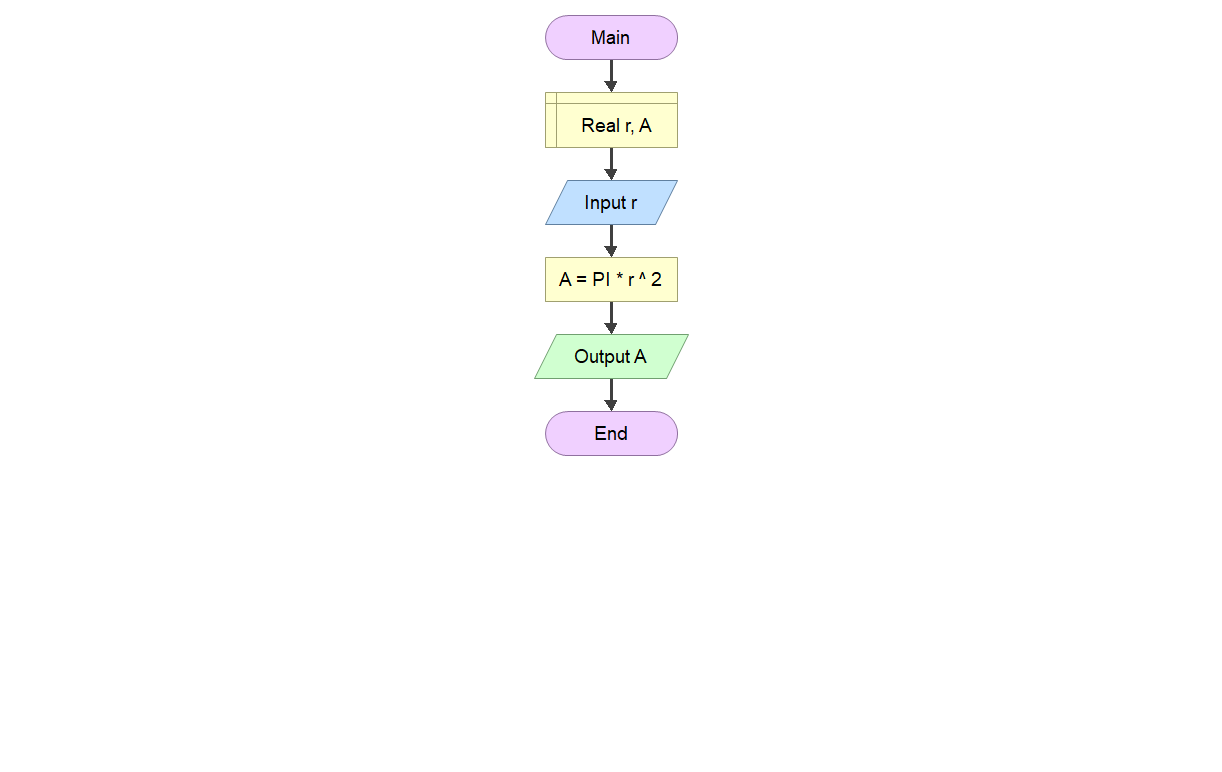 Main
Real r, A
Input r
A = PI * r ^ 2
Output A
End